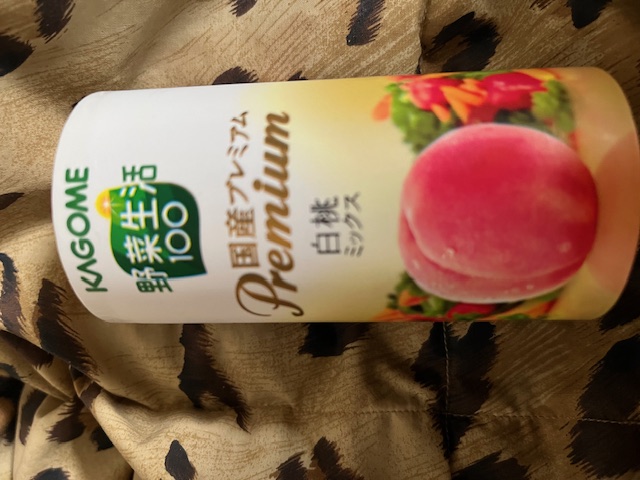 KAGOME
野菜生活
100
国産プレミアム
Premium
白桃
ミックス